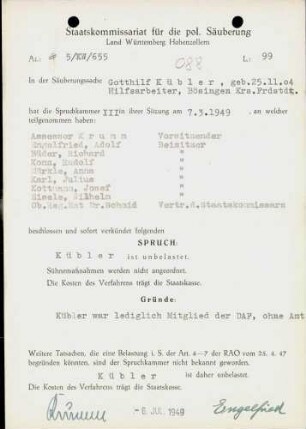 Staatskommissariat für die pol. Säuberung
Land Württemberg Hohenzollern
Az. 5/KW/655
L: 99
088
In der Säuberungssache Gotthilf Kübler, geb.25.11.04
Hilfsarbeiter, Bösingen Krs.Frdstdt.
hat die Spruchkammer III in ihrer Sitzung am 7.3.1949 , an welcher
teilgenommen haben:
Assessor Krumm Vorsitzender
Engelfried, Adolf Beisitzer
Bäder, Richard "
Konz, Rudolf "
Märkle, Anna "
Karl, Julius "
Kottmann, Josef "
Eisele, Wilhelm "
Ob.Reg.Rat Dr.Schmid Vertr.d.Staatskommissars
beschlossen und sofort verkündet folgenden
SPRUCH:
Kübler ist unbelastet.
Sühnemaßnahmen werden nicht angeordnet.
Die Kosten des Verfahrens trägt die Staatskasse.
Gründe:
Kübler war lediglich Mitglied der DAF, ohne Amt
Weitere Tatsachen, die eine Belastung i. S. der Art. 4–7 der RAO vom 25. 4. 47
begründen könnten, sind der Spruchkammer nicht bekannt geworden.
Kübler ist daher unbelastet.
Die Kosten des Verfahrens trägt die Staatskasse.
Krumm
- 8. JUL. 1949
Engelfried